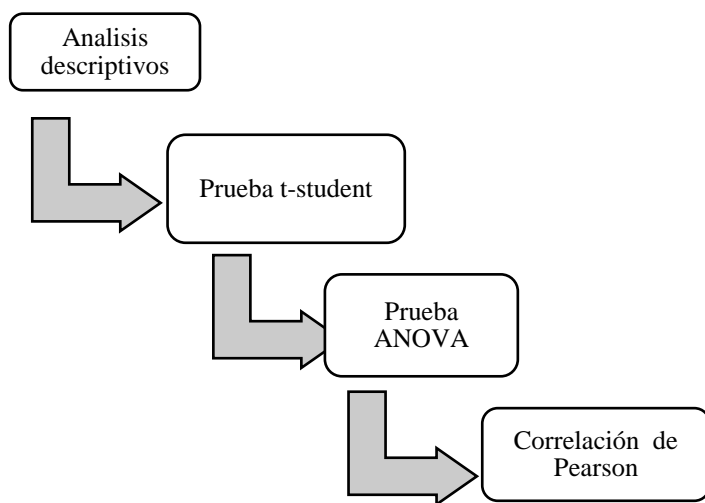 Analisis
descriptivos
Prueba t-student
Prueba
ANOVA
Correlación de
Pearson